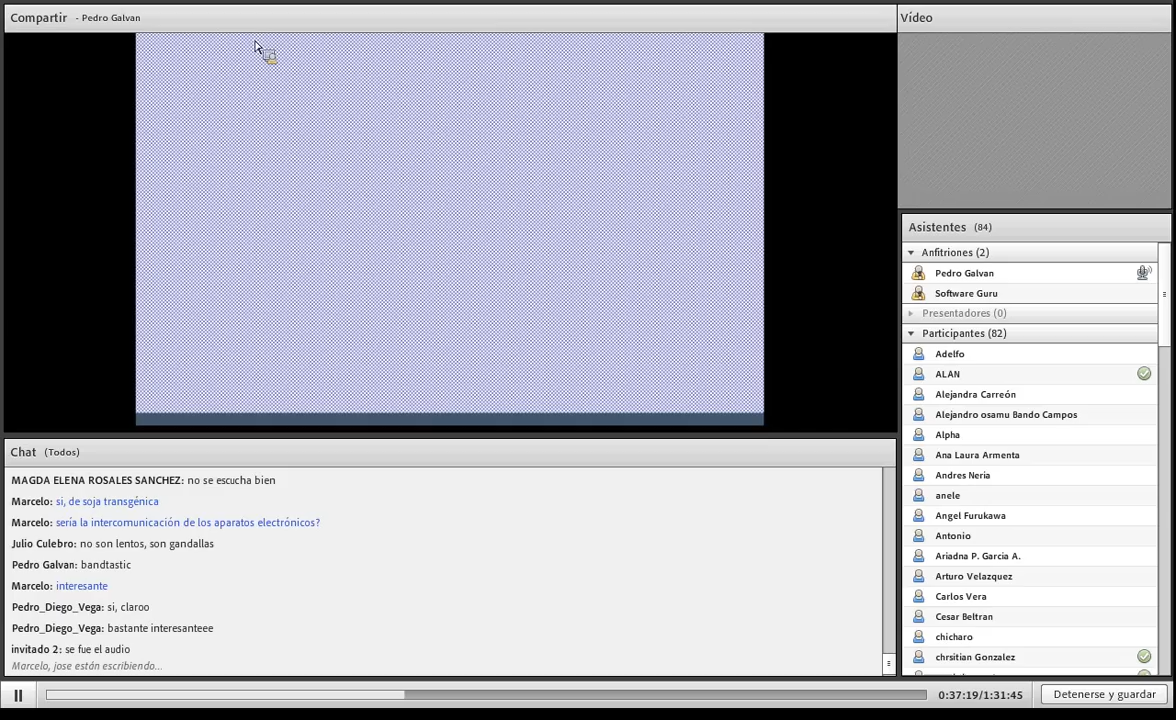 Compartir - Pedro Galvan
Vídeo
Asistentes (84)
Anfitriones (2)
Pedro Galvan
Software Guru
Presentadores (0)
Participantes (82)
Adelfo
ALAN
Alejandra Carreón
Alejandro osamu Bando Campos
Alpha
Ana Laura Armenta
Andres Neria
anele
Angel Furukawa
Antonio
Ariadna P. Garcia A.
Arturo Velazquez
Carlos Vera
Cesar Beltran
chicharo
chrsitian Gonzalez
Chat (Todos)
MAGDA ELENA ROSALES SANCHEZ: no se escucha bien
Marcelo: si, de soja transgénica
Marcelo: sería la intercomunicación de los aparatos electrónicos?
Julio Culebro: no son lentos, son gandallas
Pedro Galvan: bandtastic
Marcelo: interesante
Pedro_Diego_Vega: si, claroo
Pedro_Diego_Vega: bastante interesanteee
invitado 2: se fue el audio
Marcelo, jose están escribiendo...
0:37:19/1:31:45
Detenerse y guardar